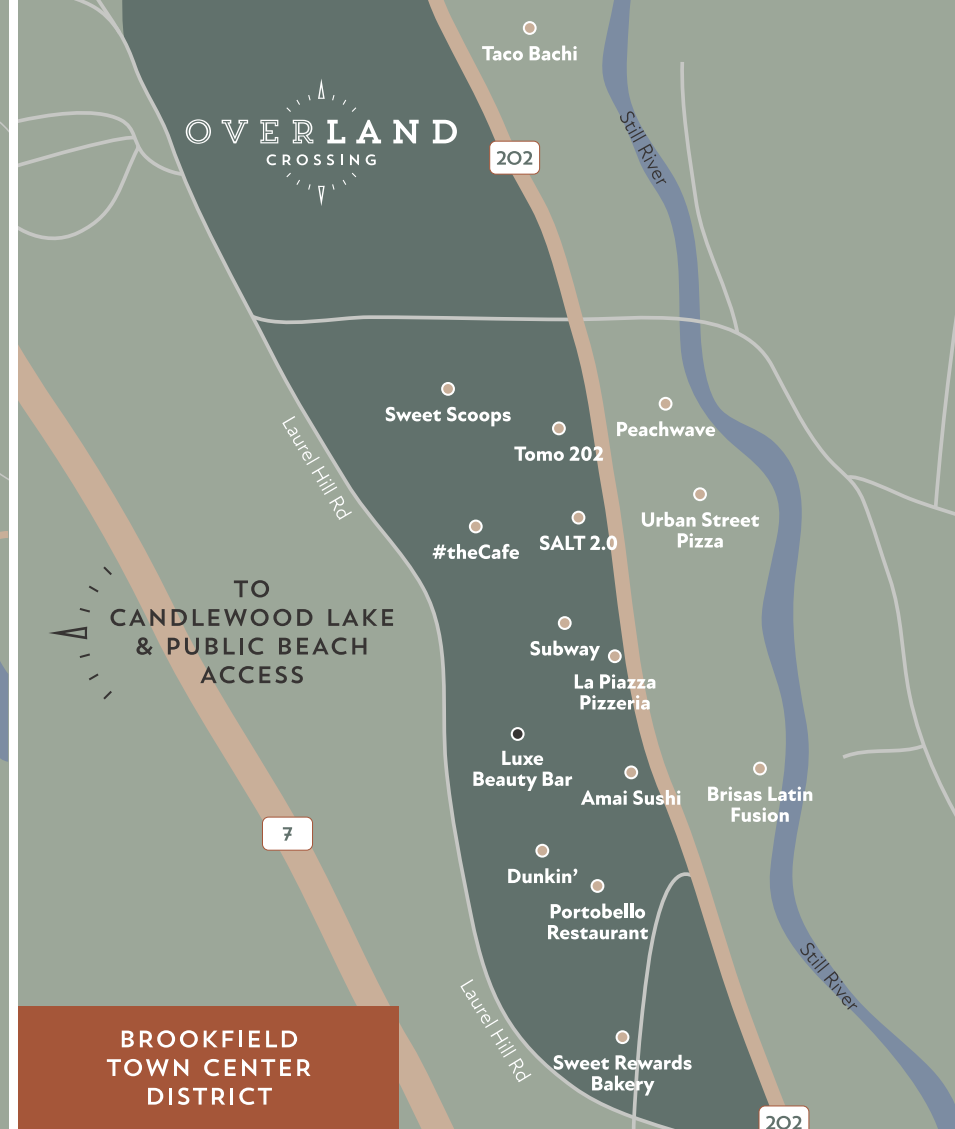 Taco Bachi
OVERLAND
CROSSING
202
Still River
Sweet Scoops
Peachwave
Tomo 202
Laurel Hill Rd
Urban Street
Pizza
#theCafe
SALT 2.0
TO
CANDLEWOOD LAKE
& PUBLIC BEACH
ACCESS
Subway
La Piazza
Pizzeria
Luxe
Beauty Bar
Amai Sushi
Brisas Latin
Fusion
7
Dunkin’
Portobello
Restaurant
Still River
Laurel Hill Rd
Sweet Rewards
Bakery
BROOKFIELD
TOWN CENTER
DISTRICT
202